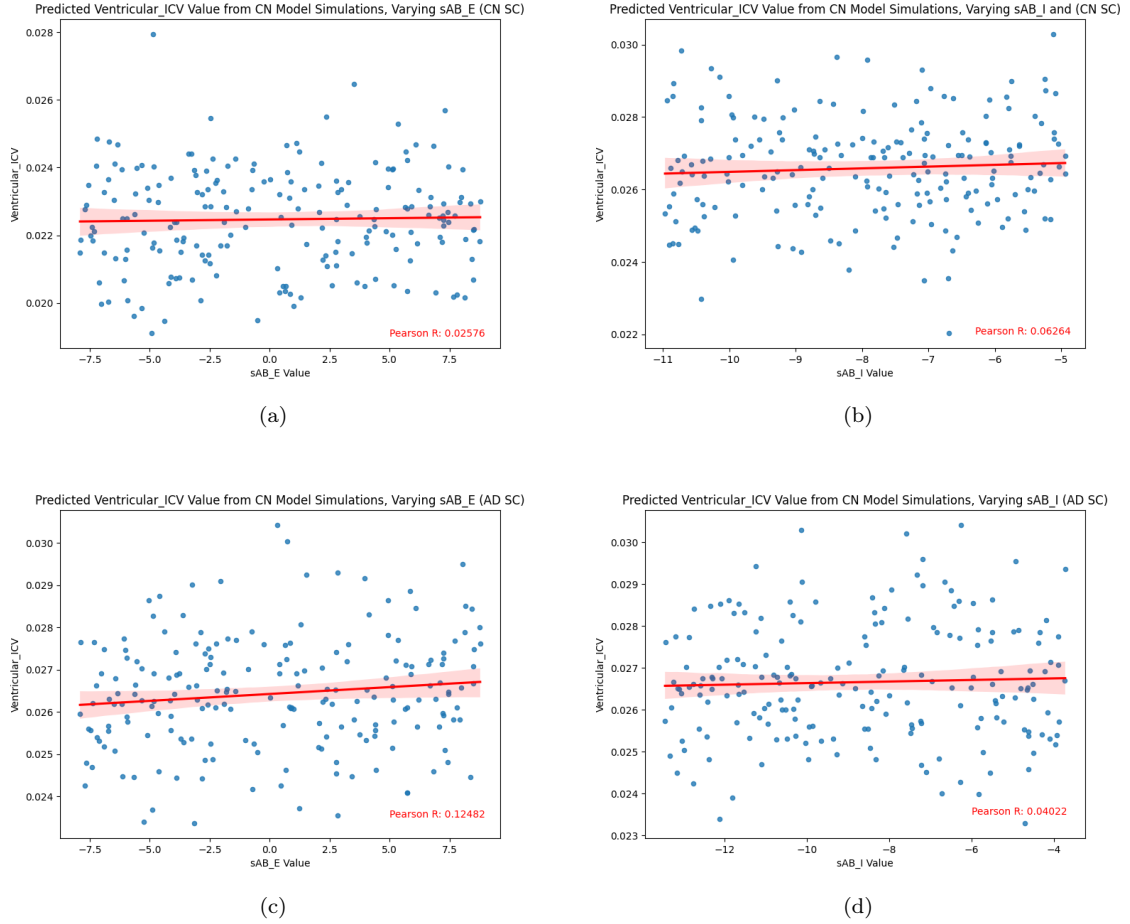 Predicted Ventricular_ICV Value from CN Model Simulations, Varying sAB_E (CN SC)
0.028
0.026
0.024
0.022
0.020
Ventricular_ICV
Pearson R: 0.02576
−7.5 −5.0 −2.5 0.0 2.5 5.0 7.5
sAB_E Value
(a)
Predicted Ventricular_ICV Value from CN Model Simulations, Varying sAB_I and (CN SC)
0.030
0.028
0.026
0.024
0.022
Ventricular_ICV
Pearson R: 0.06264
−11 −10 −9 −8 −7 −6 −5
sAB_I Value
(b)
Predicted Ventricular_ICV Value from CN Model Simulations, Varying sAB_E (AD SC)
0.030
0.029
0.028
0.027
0.026
0.025
0.024
Ventricular_ICV
Pearson R: 0.12482
−7.5 −5.0 −2.5 0.0 2.5 5.0 7.5
sAB_E Value
(c)
Predicted Ventricular_ICV Value from CN Model Simulations, Varying sAB_I (AD SC)
0.030
0.029
0.028
0.027
0.026
0.025
0.024
0.023
Ventricular_ICV
Pearson R: 0.04022
−12 −10 −8 −6 −4
sAB_I Value
(d)